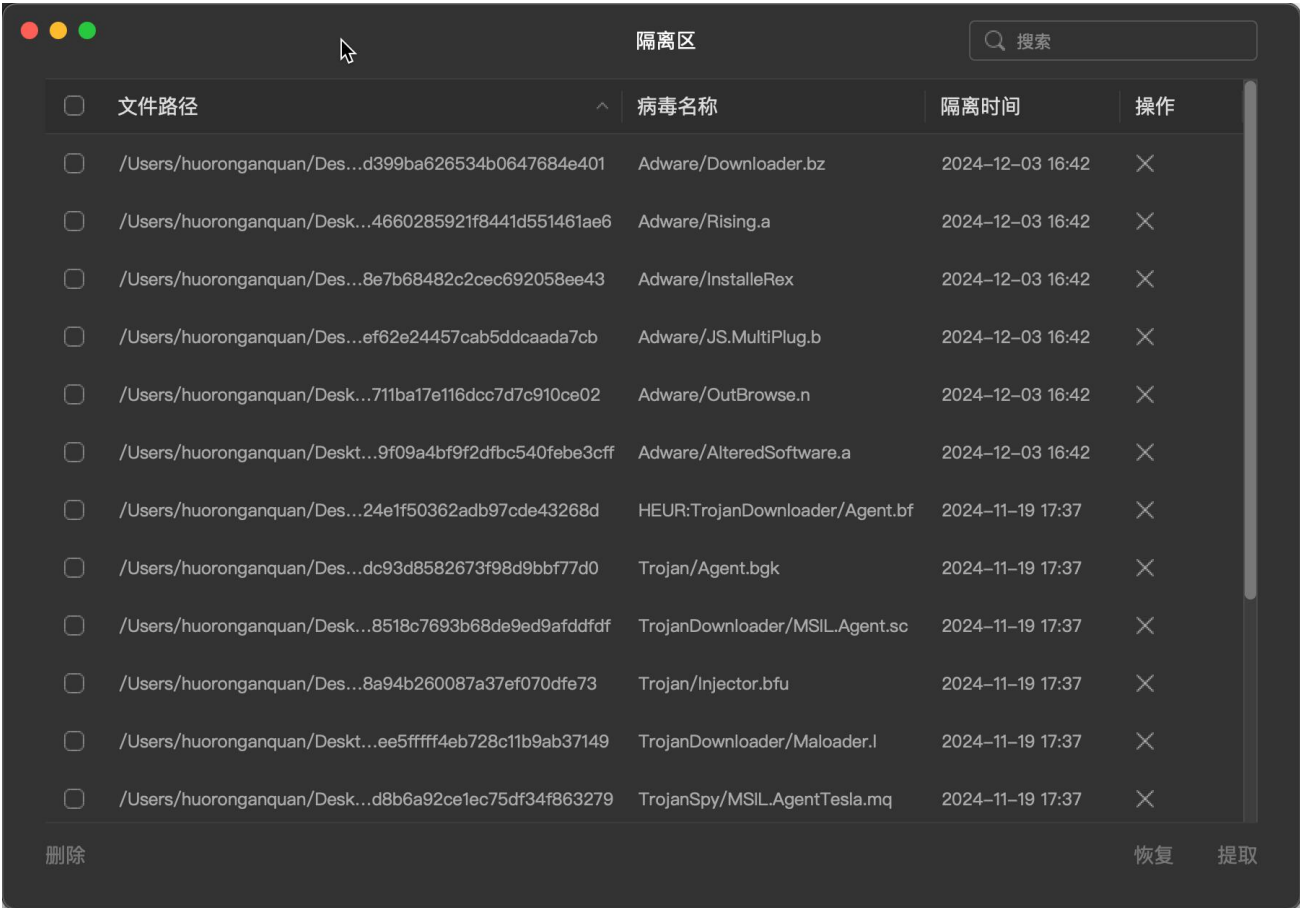 隔离区 搜索
文件路径 病毒名称 隔离时间 操作
/Users/huoronganquan/Des...d399ba626534b0647684e401 Adware/Downloader.bz 2024-12-03 16:42
/Users/huoronganquan/Desk...4660285921f8441d551461ae6 Adware/Rising.a 2024-12-03 16:42
/Users/huoronganquan/Des...8e7b68482c2cec692058ee43 Adware/InstalleRex 2024-12-03 16:42
/Users/huoronganquan/Des...ef62e24457cab5ddcaada7cb Adware/JS.MultiPlug.b 2024-12-03 16:42
/Users/huoronganquan/Desk...711ba17e116dcc7d7c910ce02 Adware/OutBrowse.n 2024-12-03 16:42
/Users/huoronganquan/Deskt...9f09a4bf9f2dfbc540febe3cff Adware/AlteredSoftware.a 2024-12-03 16:42
/Users/huoronganquan/Des...24e1f50362adb97cde43268d HEUR:TrojanDownloader/Agent.bf 2024-11-19 17:37
/Users/huoronganquan/Des...dc93d8582673f98d9bbf77d0 Trojan/Agent.bgk 2024-11-19 17:37
/Users/huoronganquan/Desk...8518c7693b68de9ed9afddfdf TrojanDownloader/MSIL.Agent.sc 2024-11-19 17:37
/Users/huoronganquan/Des...8a94b260087a37ef070dfe73 Trojan/Injector.bfu 2024-11-19 17:37
/Users/huoronganquan/Deskt...ee5fffff4eb728c11b9ab37149 TrojanDownloader/Maloader.l 2024-11-19 17:37
/Users/huoronganquan/Desk...d8b6a92ce1ec75df34f863279 TrojanSpy/MSIL.AgentTesla.mq 2024-11-19 17:37
删除 恢复 提取